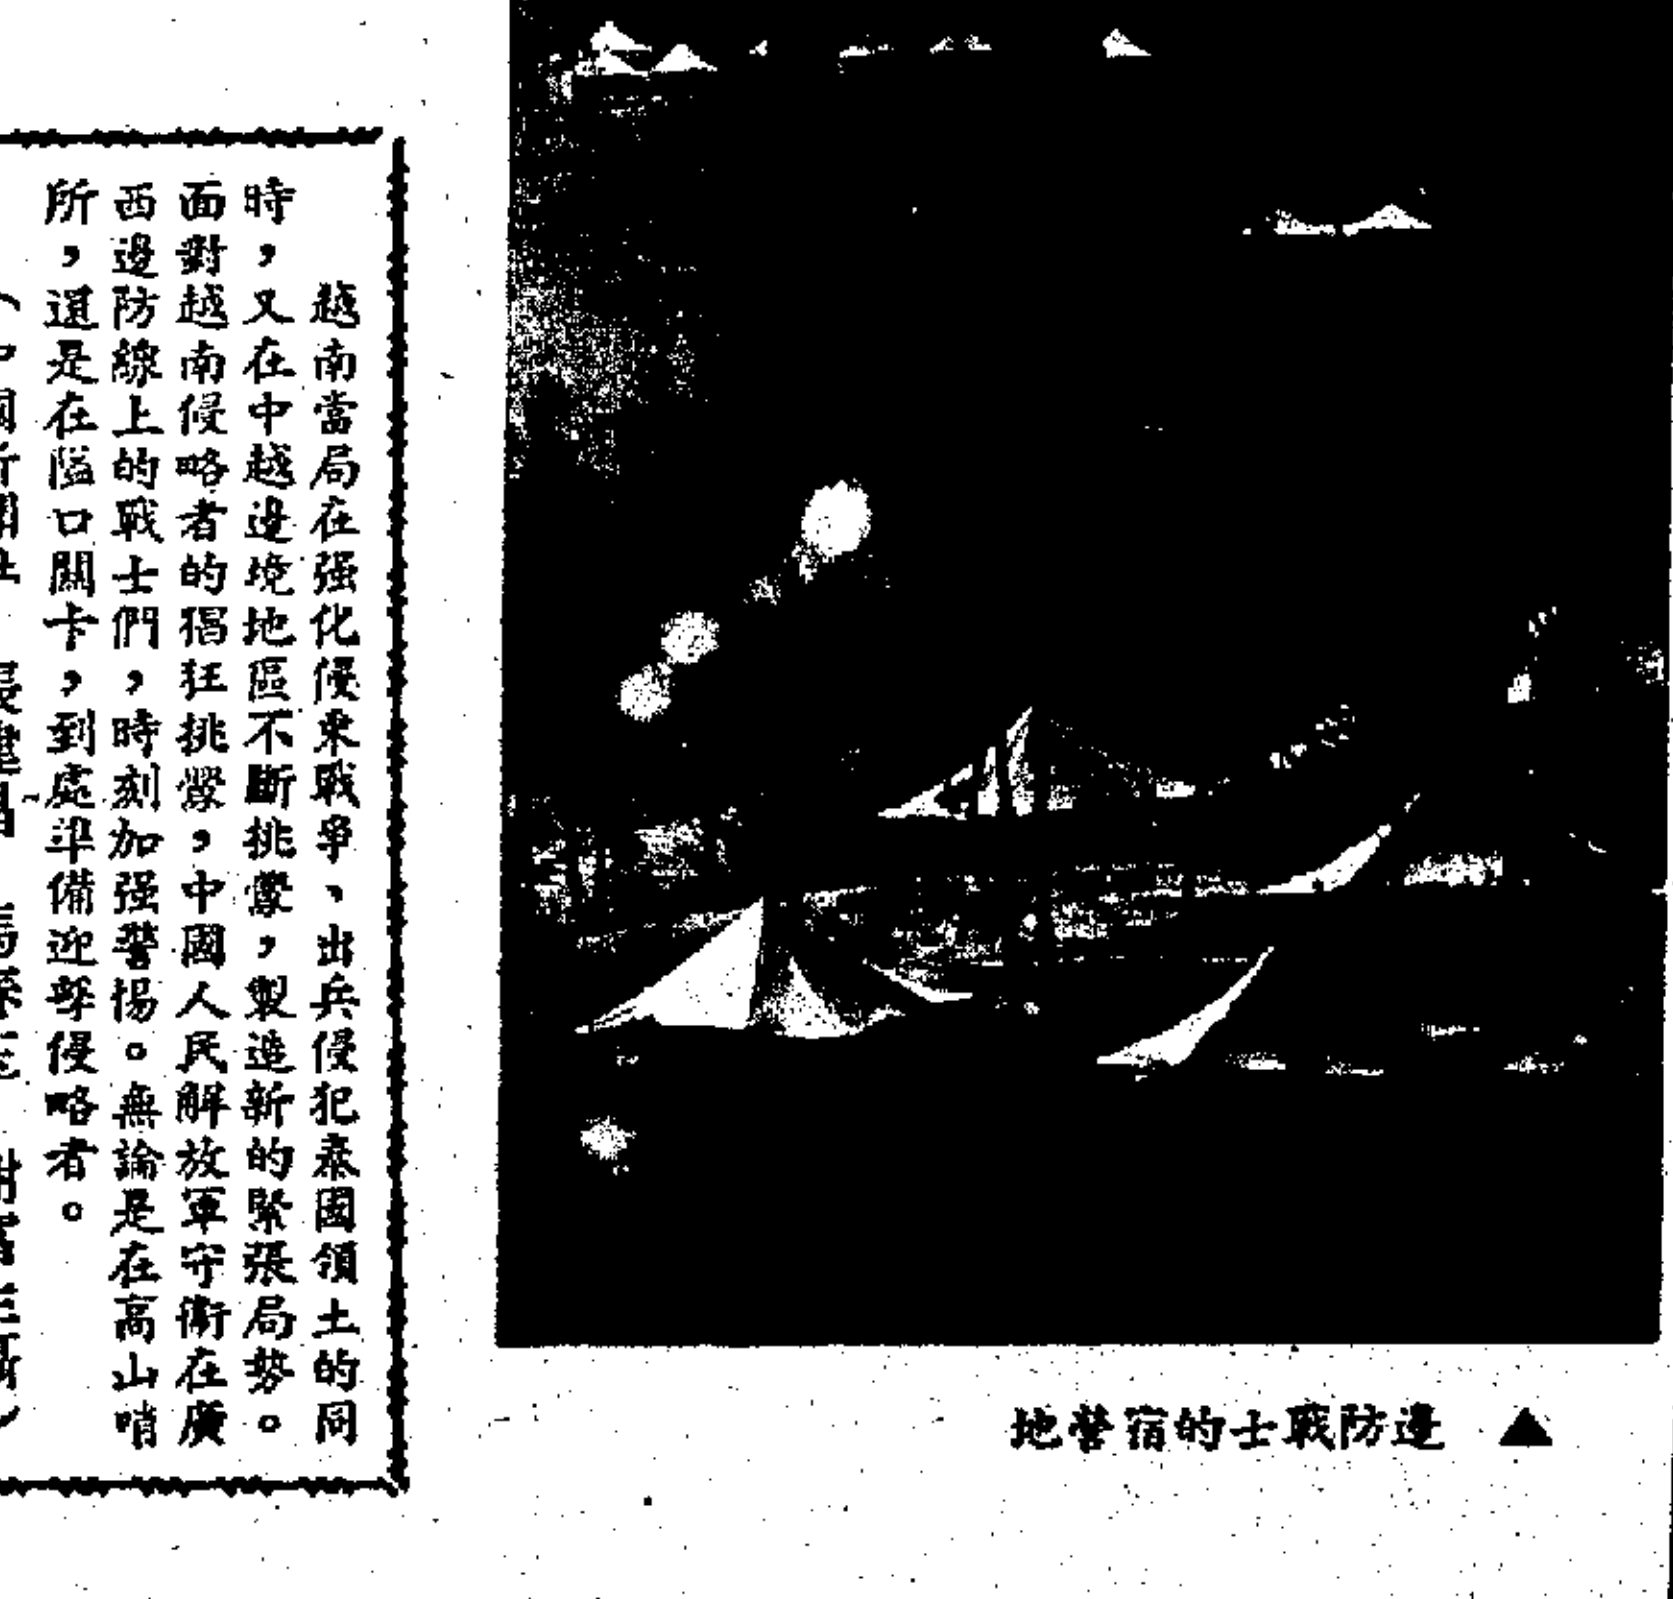 越南當局在强化侵柬戰爭、出兵侵犯泰國領土的同
時，又在中越邊境地區不斷挑釁，製造新的緊張局勢。
面對越南侵略者的猖狂挑釁，中國人民解放軍守衛在廣
西邊防線上的戰士們，時刻加强警惕。無論是在高山哨
所，還是在隘口關卡，到處準備迎擊侵略者。
▲邊防戰士的宿營地